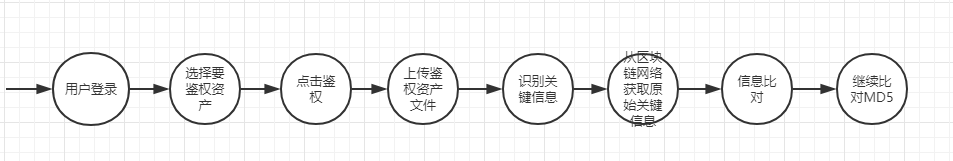 用户登录
选择要
鉴权资
产
点击鉴
权
上传鉴
权资产
文件
识别关
键信息
从区块
链网络
获取原
始关键
信息
信息比
对
继续比
对MD5